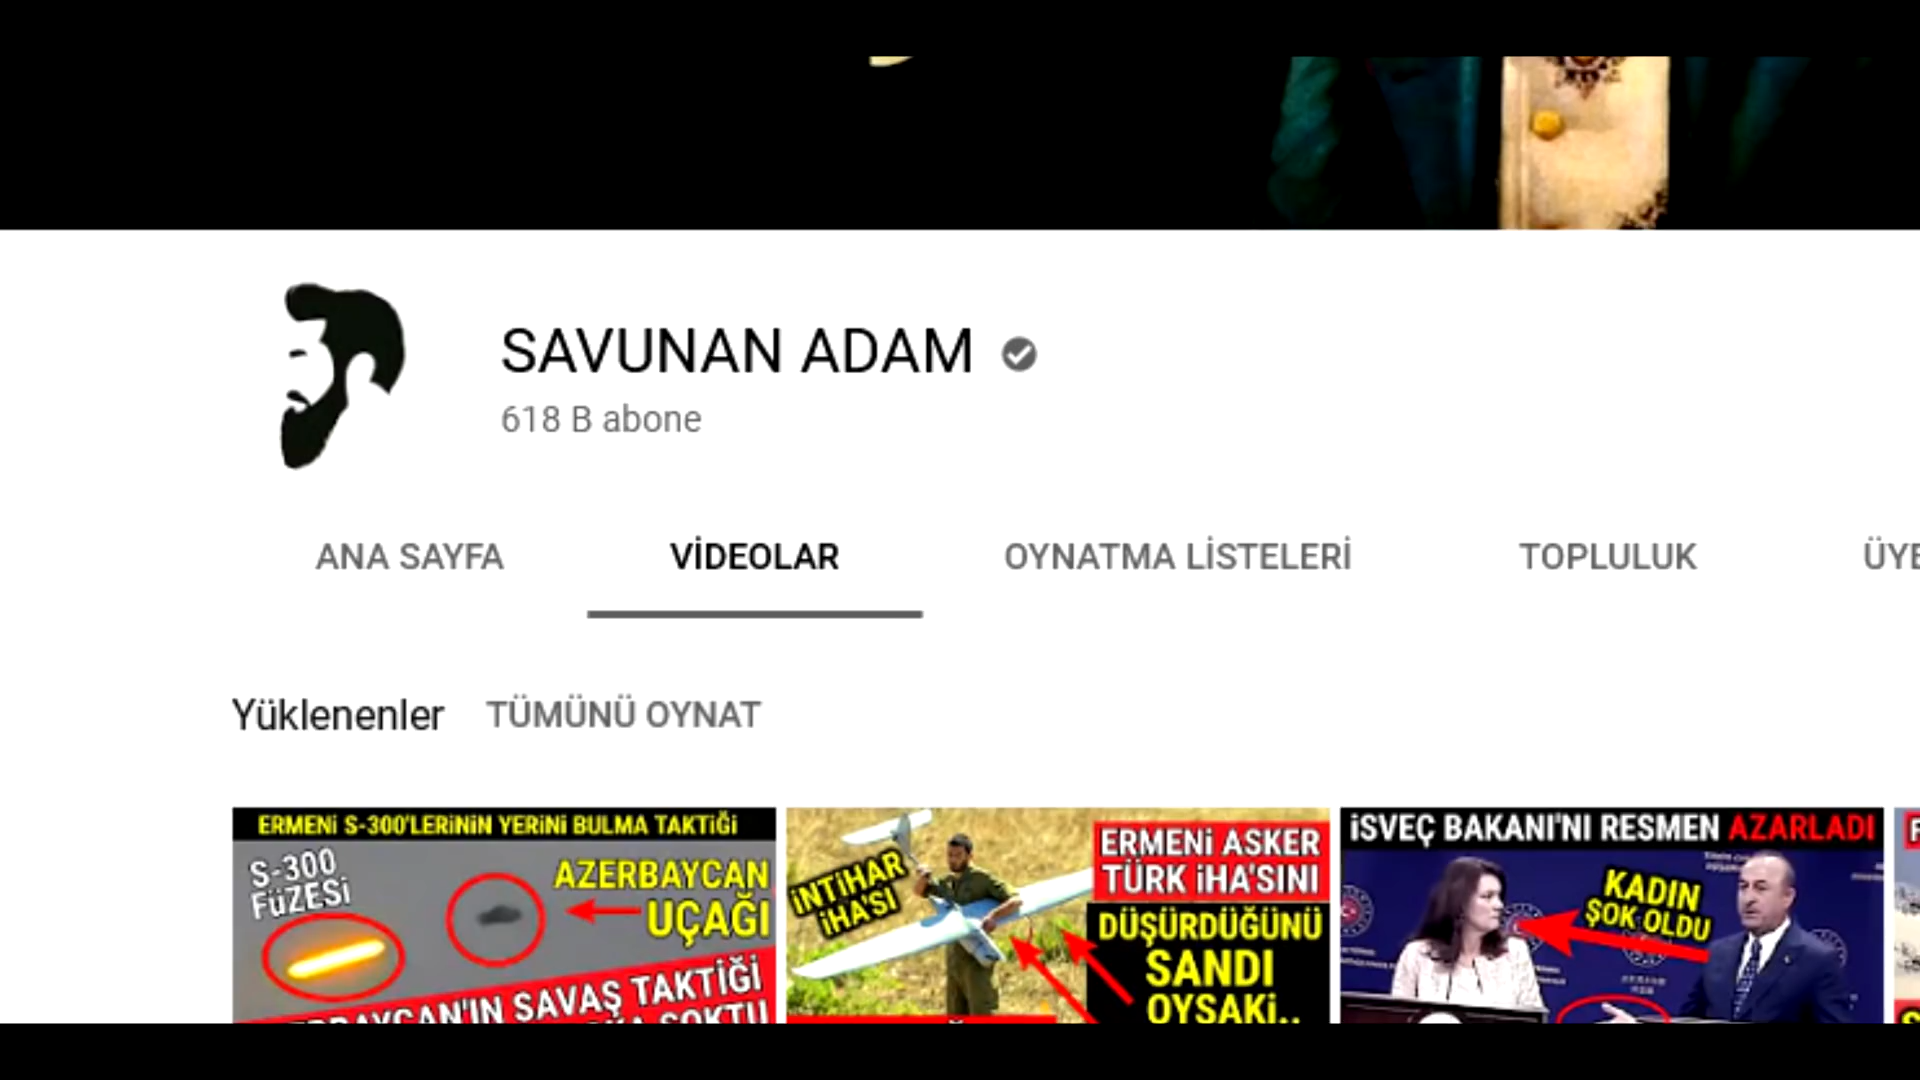 SAVUNAN ADAM
618 B abone
ANA SAYFA
VİDEOLAR
OYNATMA LİSTELERİ
TOPLULUK
Yüklenenler
TÜMÜNÜ OYNAT
ERMENİ S-300'LERİNİN YERİNİ BULMA TAKTİĞİ
S-300
FÜZESİ
AZERBAYCAN
UÇAĞI
SAVAŞ TAKTİĞİ
İNTİHAR
İHA'SI
ERMENİ ASKER
TÜRK İHA'SINI
DÜŞÜRDÜĞÜNÜ
SANDI
OYSAKİ..
İSVEÇ BAKANI'NI RESMEN AZARLADI
KADIN
ŞOK OLDU